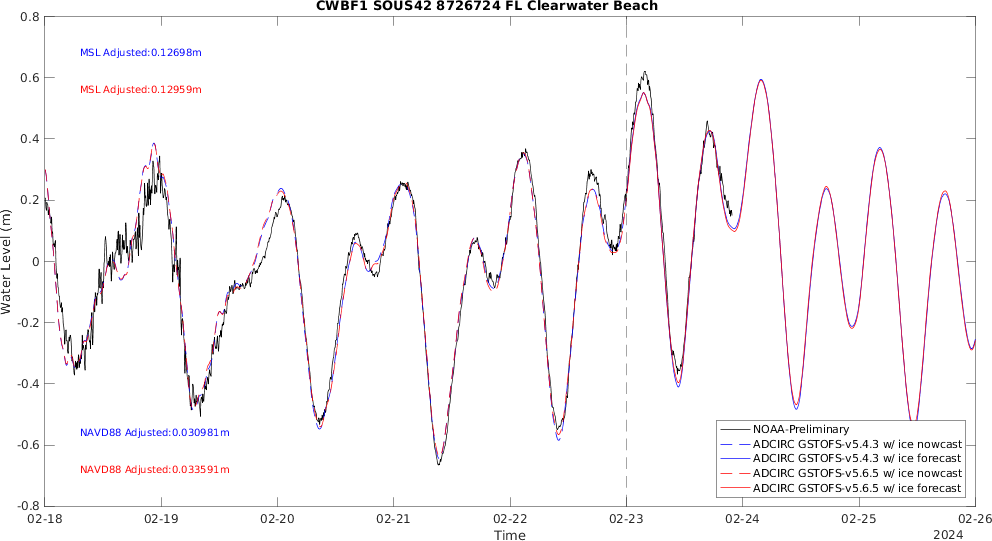 CWBF1 SOUS42 8726724 FL Clearwater Beach
0.8
0.6
0.4
0.2
0
-0.2
-0.4
-0.6
-0.8
Water Level (m)
MSL Adjusted:0.12698m
MSL Adjusted:0.12959m
NAVD88 Adjusted:0.030981m
NAVD88 Adjusted:0.033591m
NOAA-Preliminary
ADCIRC GSTOFS-v5.4.3 w/ ice nowcast
ADCIRC GSTOFS-v5.4.3 w/ ice forecast
ADCIRC GSTOFS-v5.6.5 w/ ice nowcast
ADCIRC GSTOFS-v5.6.5 w/ ice forecast
02-18 02-19 02-20 02-21 02-22 02-23 02-24 02-25 02-26
Time
2024